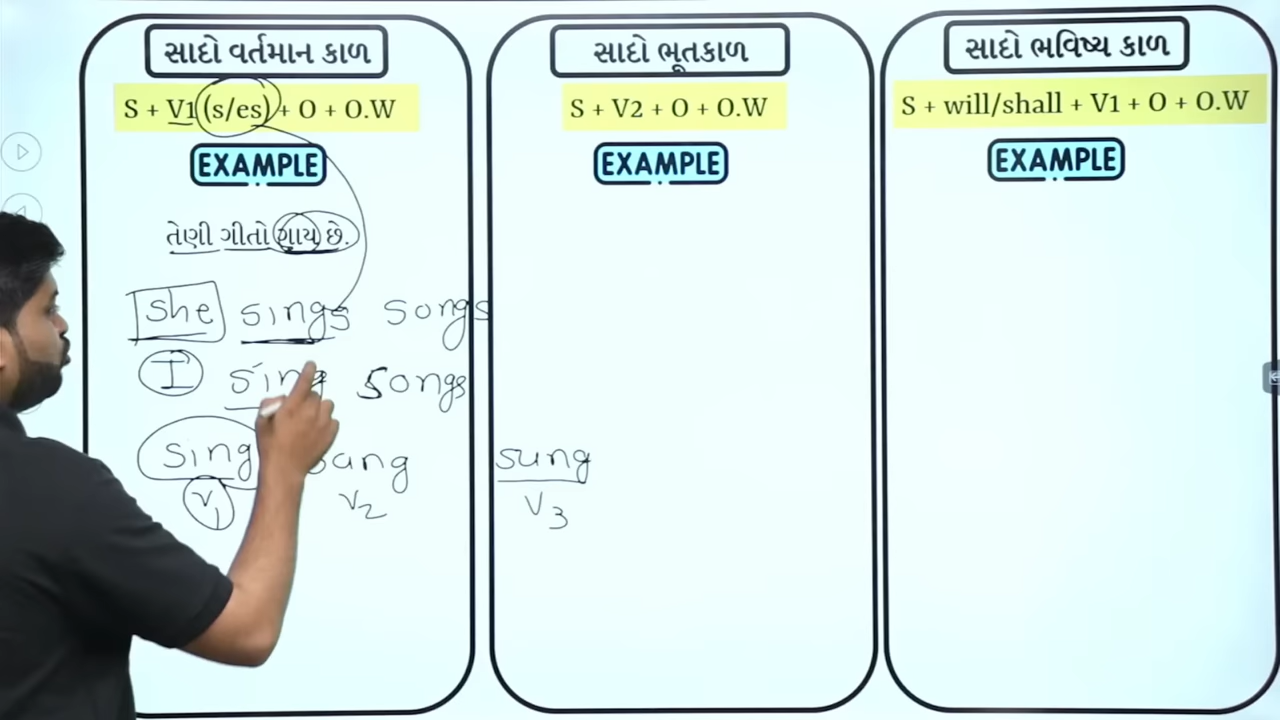 સાદો વર્તમાન કાળ
S + V1 (s/es) + O + O.W
EXAMPLE
તેણી ગીતો ગાય છે.
She sings songs
I sing songs
sing sang sung
V1 V2 V3
સાદો ભૂતકાળ
S + V2 + O + O.W
EXAMPLE
સાદો ભવિષ્ય કાળ
S + will/shall + V1 + O + O.W
EXAMPLE